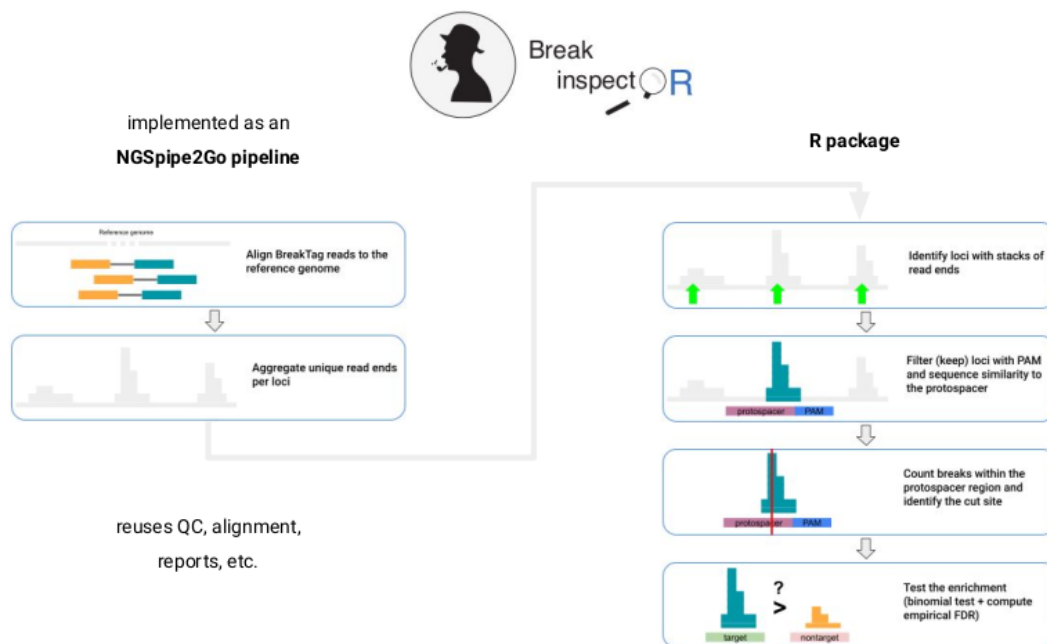 Break
inspect R
implemented as an
NGSpipe2Go pipeline
Reference genome
Align BreakTag reads to the
reference genome
Aggregate unique read ends
per loci
reuses QC, alignment,
reports, etc.
R package
Identify loci with stacks of
read ends
Filter (keep) loci with PAM
and sequence similarity to
the protospacer
protospacer PAM
Count breaks within the
protospacer region and
identify the cut site
protospacer PAM
Test the enrichment
(binomial test + compute
empirical FDR)
?
>
target nontarget